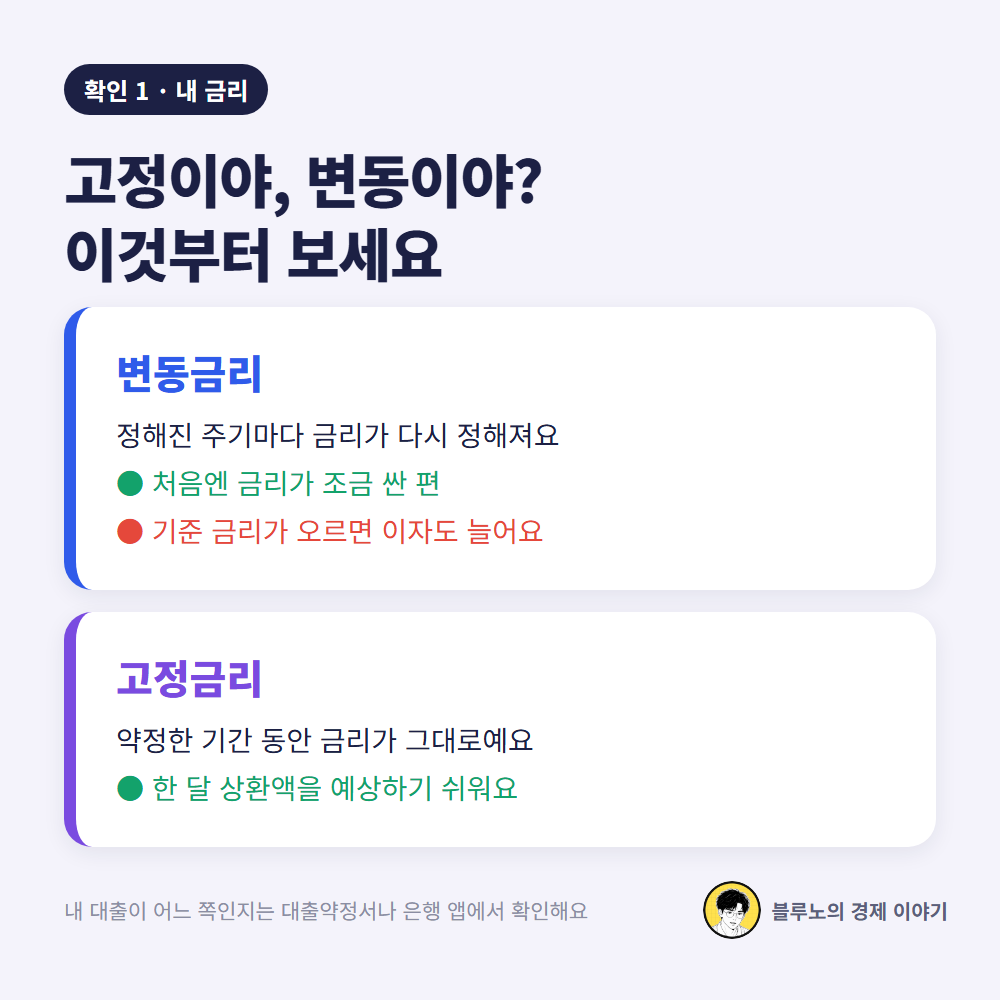 확인 1 · 내 금리
고정이야, 변동이야?
이것부터 보세요
변동금리
정해진 주기마다 금리가 다시 정해져요
처음엔 금리가 조금 싼 편
기준 금리가 오르면 이자도 늘어요
고정금리
약정한 기간 동안 금리가 그대로예요
한 달 상환액을 예상하기 쉬워요
내 대출이 어느 쪽인지는 대출약정서나 은행 앱에서 확인해요
블루노의 경제 이야기